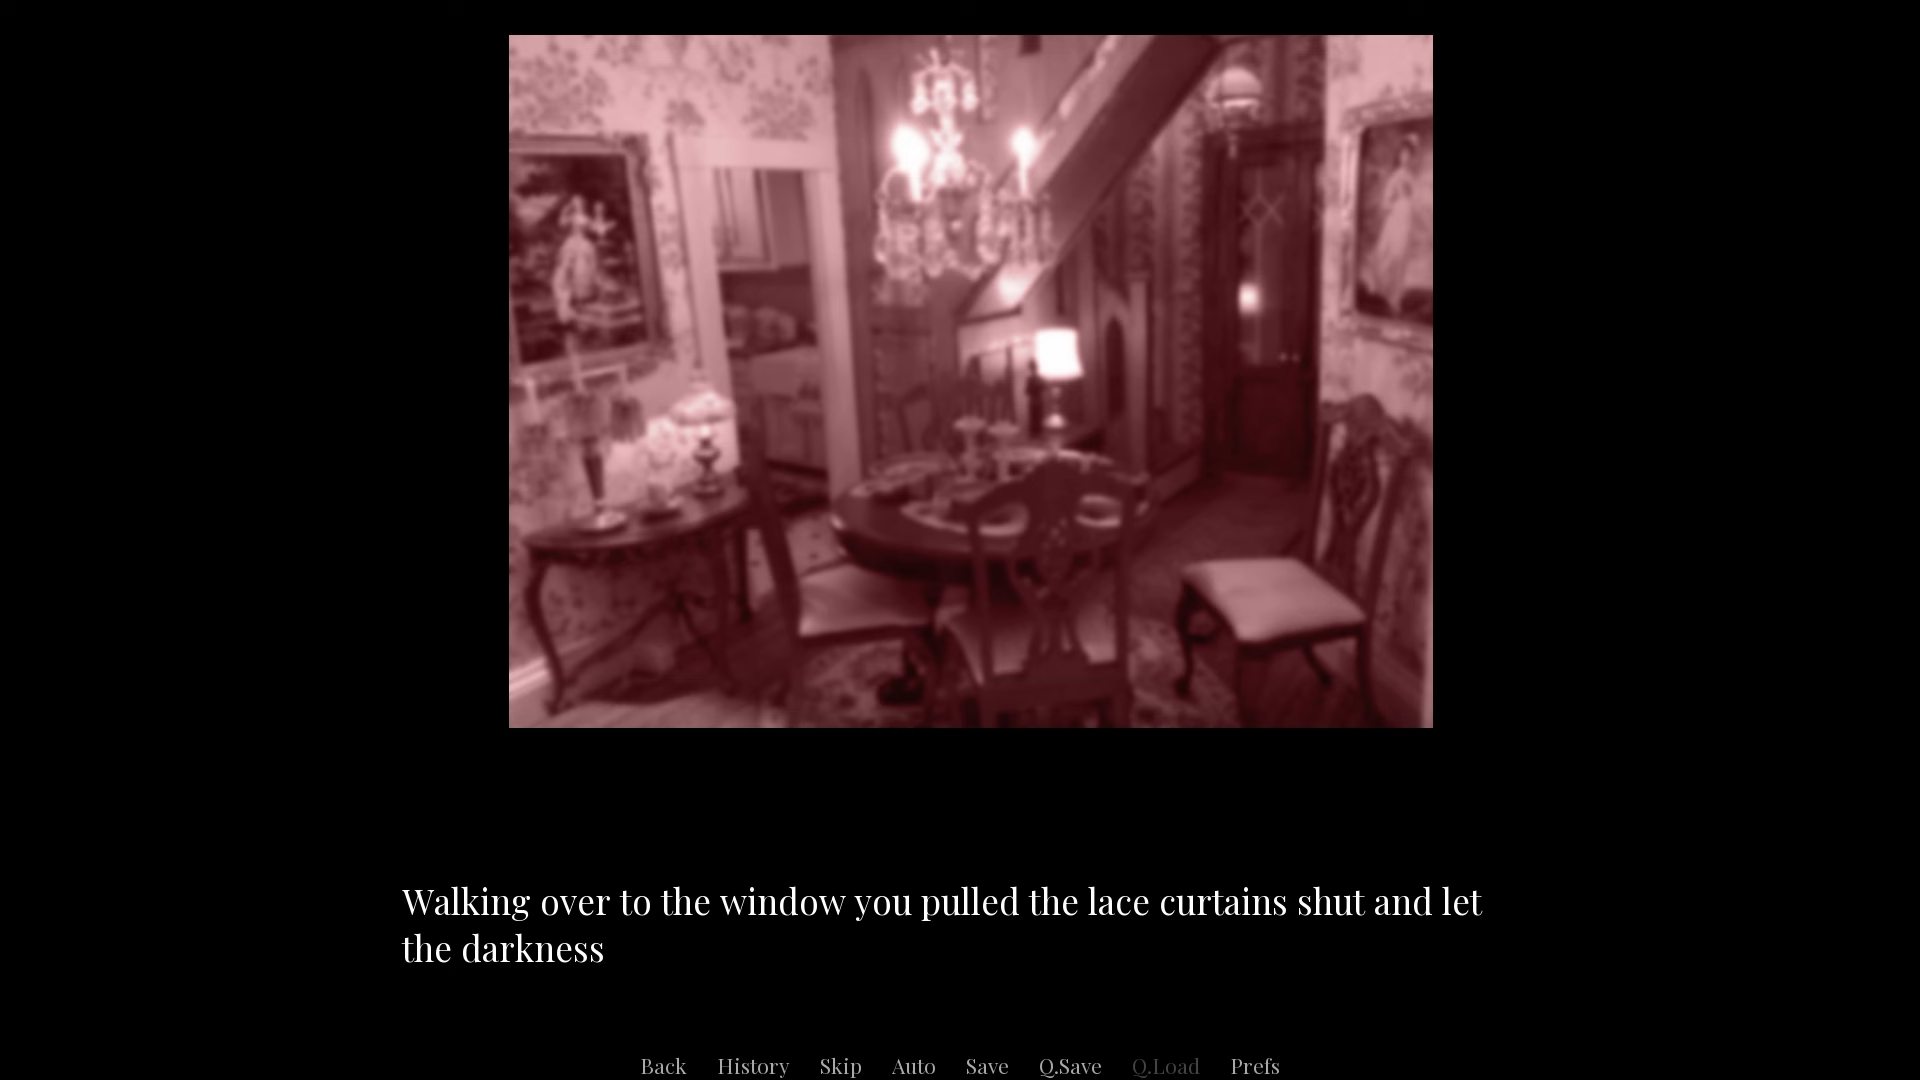 Walking over to the window you pulled the lace curtains shut and let
the darkness
Back History Skip Auto Save Q.Save Q.Load Prefs